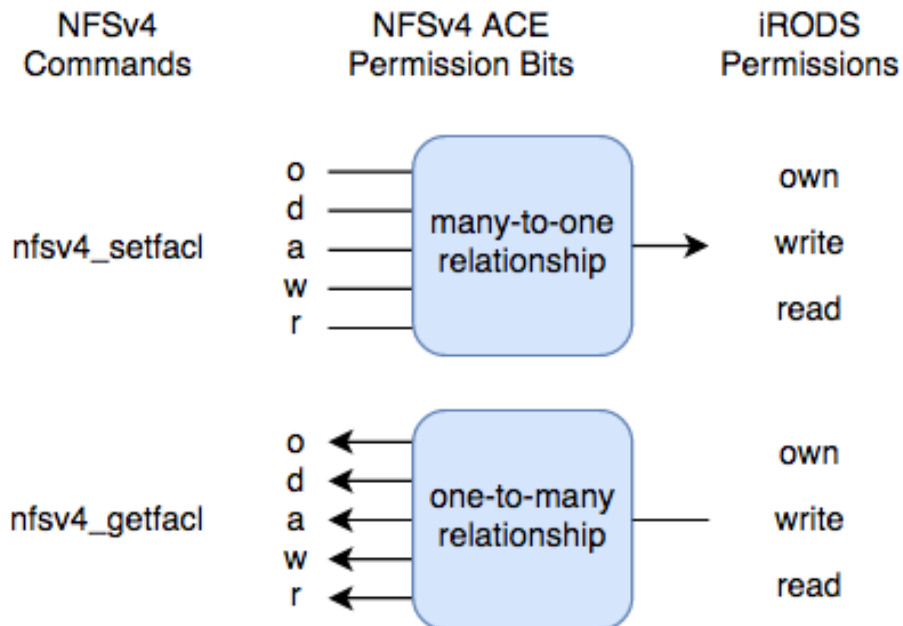 NFSv4
Commands
NFSv4 ACE
Permission Bits
iRODS
Permissions
nfsv4_setfacl
o
d
a
w
r
many-to-one
relationship
own
write
read
nfsv4_getfacl
o
d
a
w
r
one-to-many
relationship
own
write
read